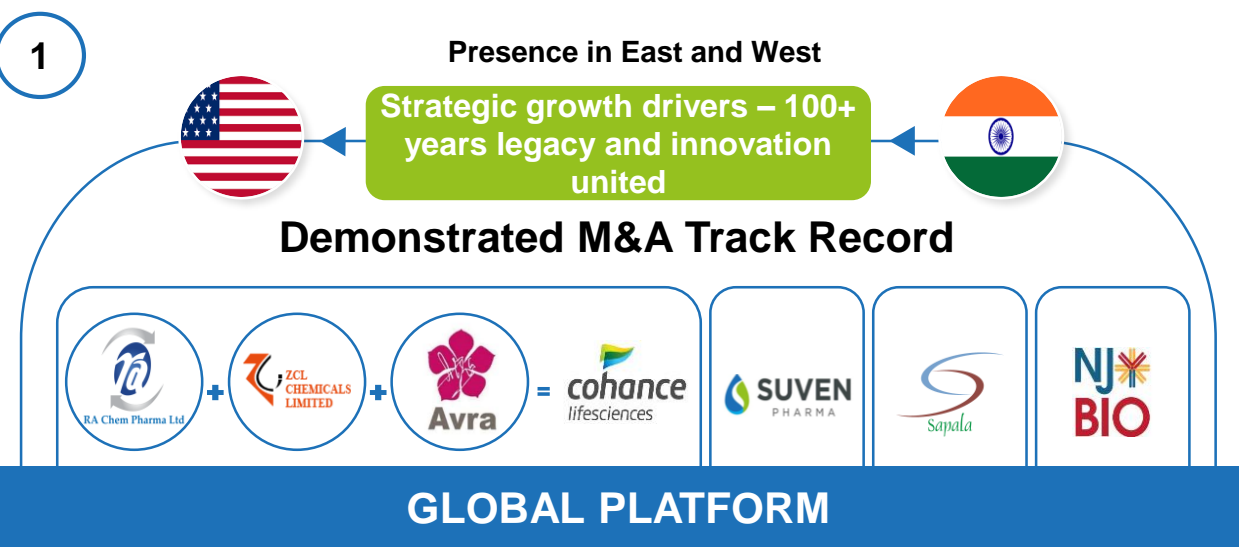 1
Presence in East and West
Strategic growth drivers – 100+
years legacy and innovation
united
Demonstrated M&A Track Record
RA Chem Pharma Ltd
+
ZCL
CHEMICALS
LIMITED
+
Avra
=
cohance
lifesciences
SUVEN
PHARMA
Sapala
NJ
BIO
GLOBAL PLATFORM